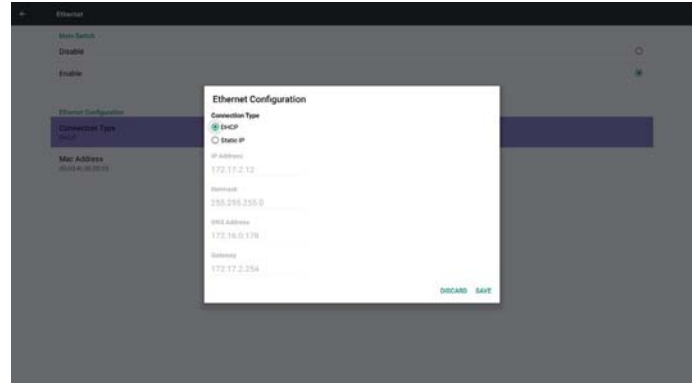 Ethernet
Main Switch
Disable
Enable
Ethernet Configuration
Connection Type
DHCP
Mac Address
Ethernet Configuration
Connection Type
DHCP
Static IP
IP Address
172.17.2.12
Netmask
255.255.255.0
DNS Address
172.16.0.178
Gateway
172.17.2.254
DISCARD SAVE